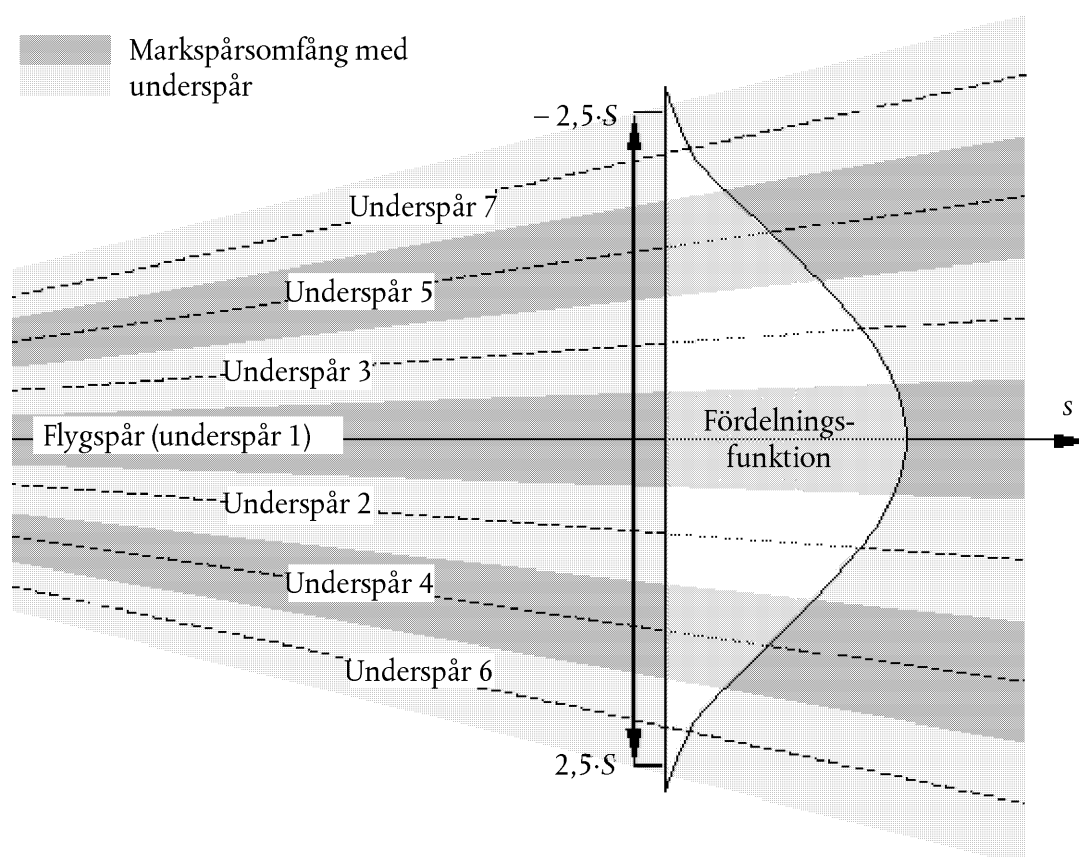 Markspårsomfång med
underspår
– 2,5·S
Underspår 7
Underspår 5
Underspår 3
s
Flygspår (underspår 1)
Fördelnings-
funktion
Underspår 2
Underspår 4
Underspår 6
2,5·S